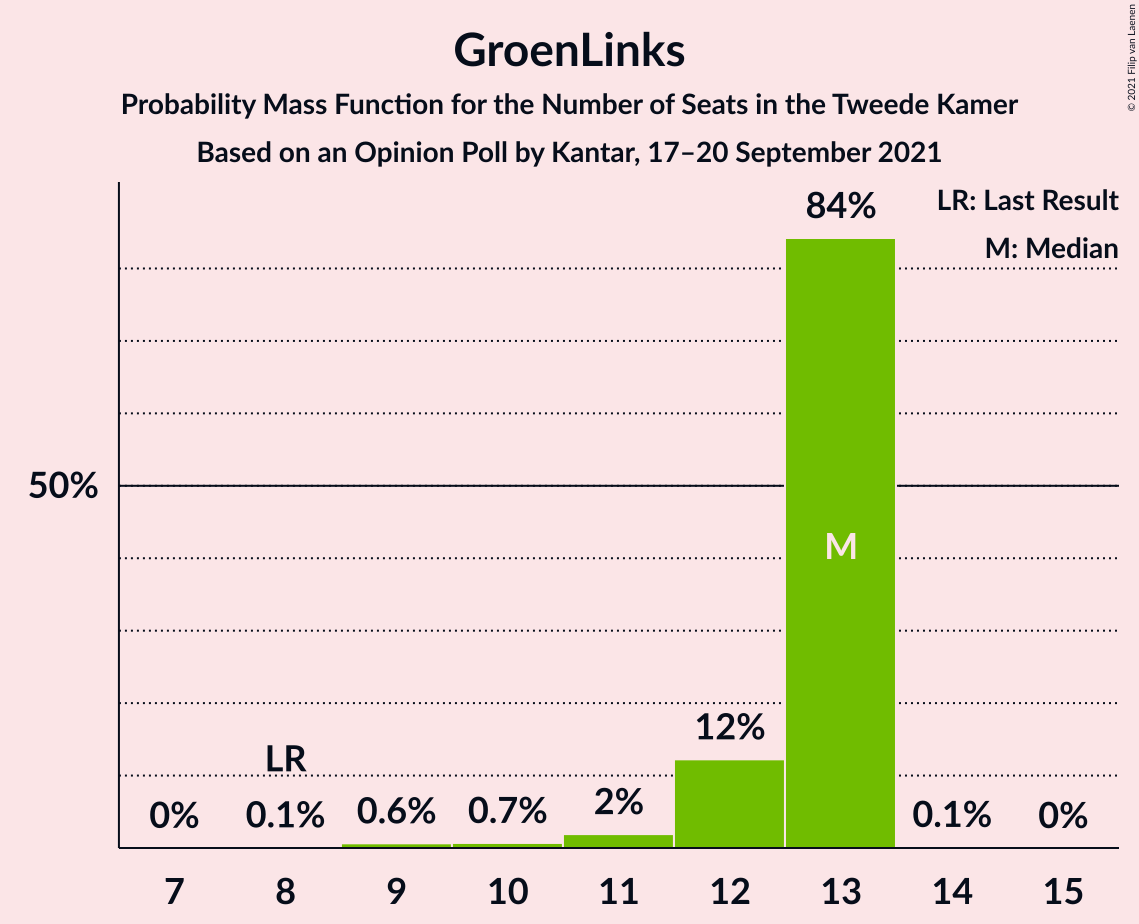 GroenLinks
Probability Mass Function for the Number of Seats in the Tweede Kamer
Based on an Opinion Poll by Kantar, 17–20 September 2021
© 2021 Filip van Laenen
LR: Last Result
M: Median
84%
50%
M
12%
LR
0%
0.1%
0.6%
0.7%
2%
0.1%
0%
7 8 9 10 11 12 13 14 15